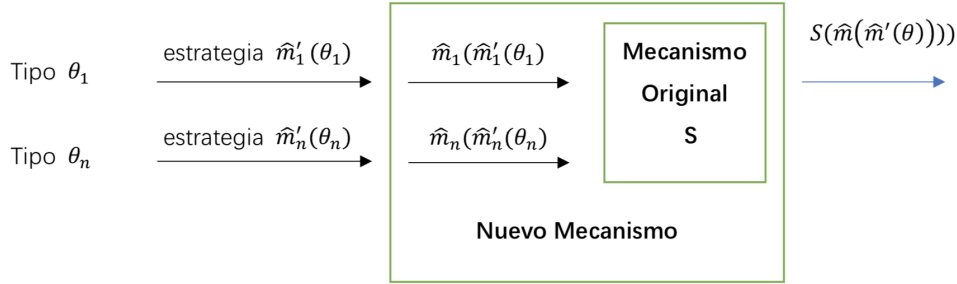 S(m̂(m̂′(θ))))
estrategia m̂′₁(θ₁)
m̂₁(m̂′₁(θ₁)
Mecanismo
Tipo θ₁
Original
estrategia m̂′ₙ(θₙ)
m̂ₙ(m̂′ₙ(θₙ)
S
Tipo θₙ
Nuevo Mecanismo